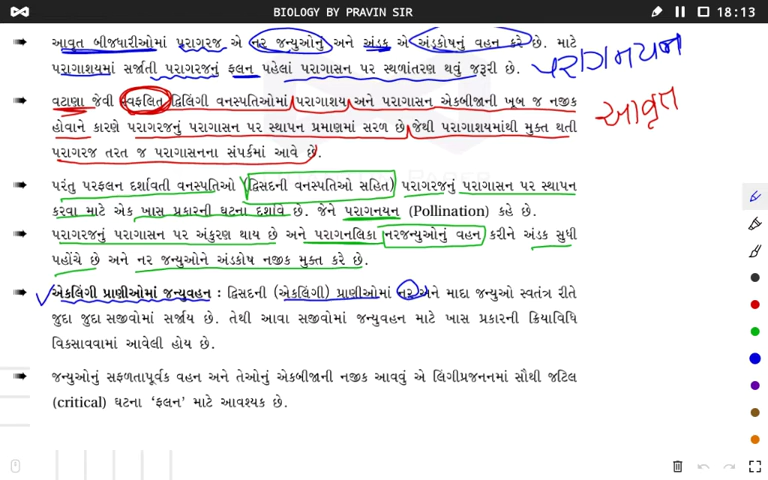 BIOLOGY BY PRAVIN SIR
18:13
આવૃત બીજધારીઓમાં પરાગરજ એ નર જન્યુઓનું અને અંડક એ અંડકોષનું વહન કરે છે. માટે
પરાગાશયમાં સર્જાતી પરાગરજનું ફલન પહેલાં પરાગાસન પર સ્થળાંતરણ થવું જરૂરી છે.
પરાગનયન
વટાણા જેવી સ્વફલિત દ્વિલિંગી વનસ્પતિઓમાં પરાગાશય અને પરાગાસન એકબીજાની ખૂબ જ નજીક
આવૃત
હોવાને કારણે પરાગરજનું પરાગાસન પર સ્થાપન પ્રમાણમાં સરળ છે જેથી પરાગાશયમાંથી મુક્ત થતી
પરાગરજ તરત જ પરાગાસનના સંપર્કમાં આવે છે.
પરંતુ પરફલન દર્શાવતી વનસ્પતિઓ (દ્વિસદની વનસ્પતિઓ સહિત) પરાગરજનું પરાગાસન પર સ્થાપન
કરવા માટે એક ખાસ પ્રકારની ઘટના દર્શાવે છે. જેને પરાગનયન (Pollination) કહે છે.
પરાગરજનું પરાગાસન પર અંકુરણ થાય છે અને પરાગનલિકા નરજન્યુઓનું વહન કરીને અંડક સુધી
પહોંચે છે અને નર જન્યુઓને અંડકોષ નજીક મુક્ત કરે છે.
એકલિંગી પ્રાણીઓમાં જન્યુવહન : દ્વિસદની (એકલિંગી) પ્રાણીઓમાં નર અને માદા જન્યુઓ સ્વતંત્ર રીતે
જુદા જુદા સજીવોમાં સર્જાય છે. તેથી આવા સજીવોમાં જન્યુવહન માટે ખાસ પ્રકારની ક્રિયાવિધિ
વિકસાવવામાં આવેલી હોય છે.
જન્યુઓનું સફળતાપૂર્વક વહન અને તેઓનું એકબીજાની નજીક આવવું એ લિંગીપ્રજનનમાં સૌથી જટિલ
(critical) ઘટના ‘ફલન’ માટે આવશ્યક છે.